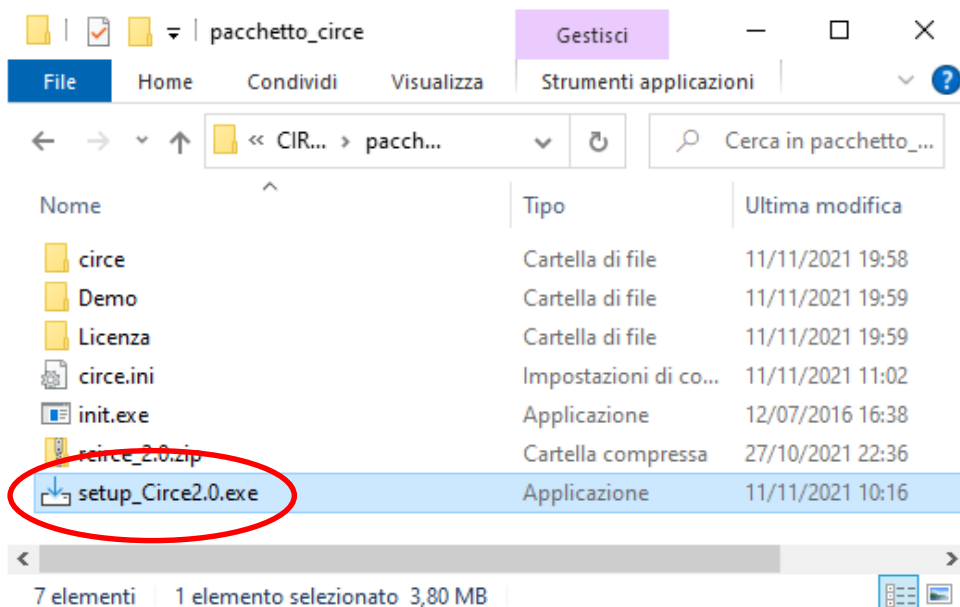 pacchetto_circe
Gestisci
File Home Condividi Visualizza Strumenti applicazioni ?
« CIR... › pacch... Cerca in pacchetto_...
Nome Tipo Ultima modifica
circe Cartella di file 11/11/2021 19:58
Demo Cartella di file 11/11/2021 19:59
Licenza Cartella di file 11/11/2021 19:59
circe.ini Impostazioni di co... 11/11/2021 11:02
init.exe Applicazione 12/07/2016 16:38
rcirce_2.0.zip Cartella compressa 27/10/2021 22:36
setup_Circe2.0.exe Applicazione 11/11/2021 10:16
7 elementi 1 elemento selezionato 3,80 MB